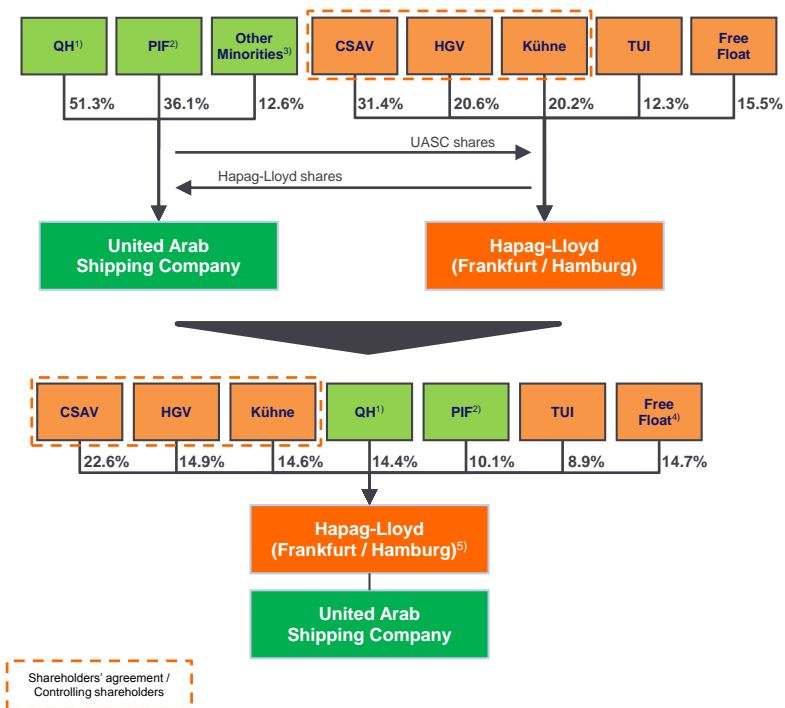 QH1) PIF2) Other Minorities3) CSAV HGV Kühne TUI Free Float
51.3% 36.1% 12.6% 31.4% 20.6% 20.2% 12.3% 15.5%
UASC shares
Hapag-Lloyd shares
United Arab
Shipping Company
Hapag-Lloyd
(Frankfurt / Hamburg)
CSAV HGV Kühne QH1) PIF2) TUI Free Float4)
22.6% 14.9% 14.6% 14.4% 10.1% 8.9% 14.7%
Hapag-Lloyd
(Frankfurt / Hamburg)5)
United Arab
Shipping Company
Shareholders' agreement /
Controlling shareholders